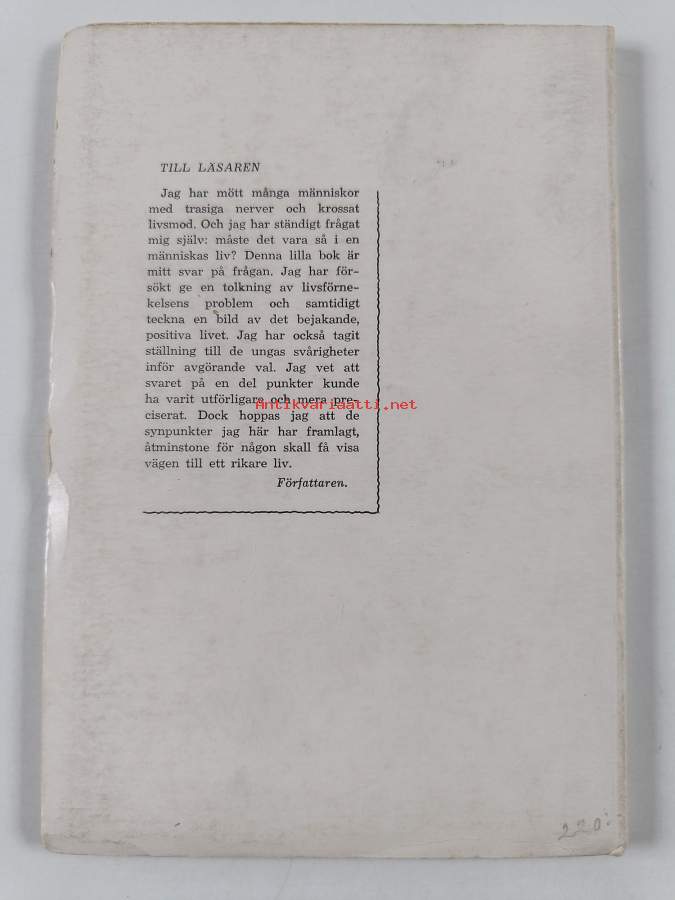 TILL LÄSAREN
Jag har mött många människor
med trasiga nerver och krossat
livsmod. Och jag har ständigt frågat
mig själv: måste det vara så i en
människas liv? Denna lilla bok är
mitt svar på frågan. Jag har för-
sökt ge en tolkning av livsförne-
kelsens problem och samtidigt
teckna en bild av det bejakande,
positiva livet. Jag har också tagit
ställning till de ungas svårigheter
inför avgörande val. Jag vet att
svaret på en del punkter kunde
ha varit utförligare och mera pre-
ciserat. Dock hoppas jag att de
synpunkter jag här har framlagt,
åtminstone för någon skall få visa
vägen till ett rikare liv.
Författaren.
Antikvariaatti.net
220:-